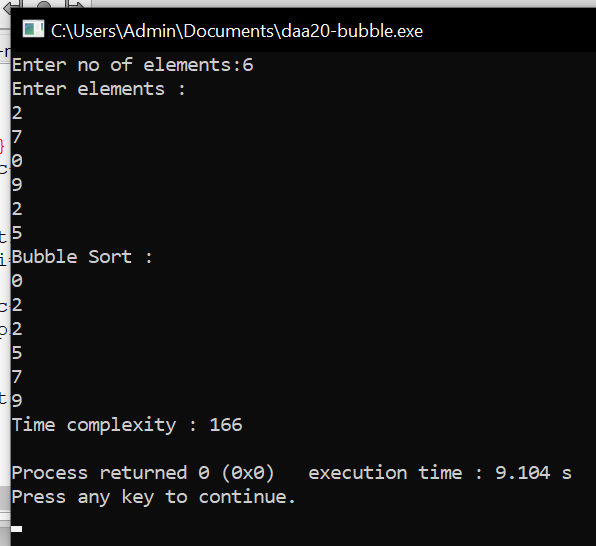 C:\Users\Admin\Documents\daa20-bubble.exe
Enter no of elements:6
Enter elements :
2
7
0
9
2
5
Bubble Sort :
0
2
2
5
7
9
Time complexity : 166
Process returned 0 (0x0)   execution time : 9.104 s
Press any key to continue.